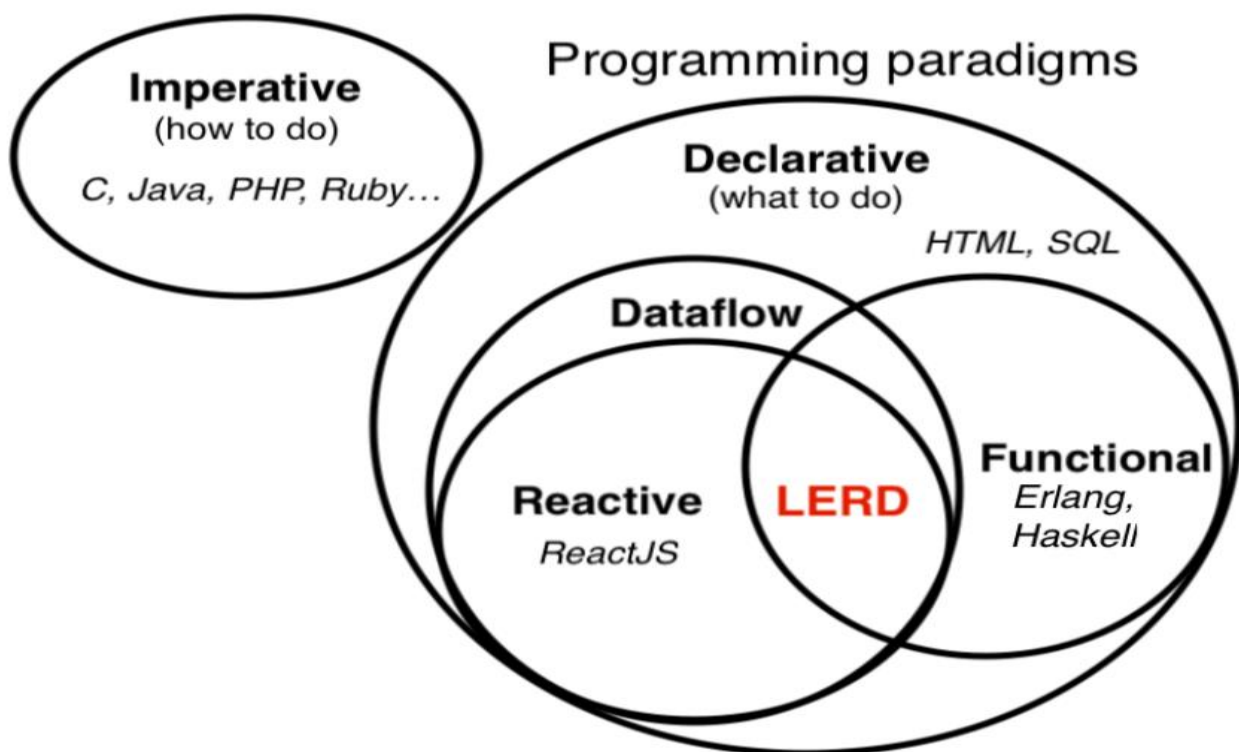 Programming paradigms
Imperative
(how to do)
C, Java, PHP, Ruby…
Declarative
(what to do)
HTML, SQL
Dataflow
Reactive
ReactJS
LERD
Functional
Erlang,
Haskell